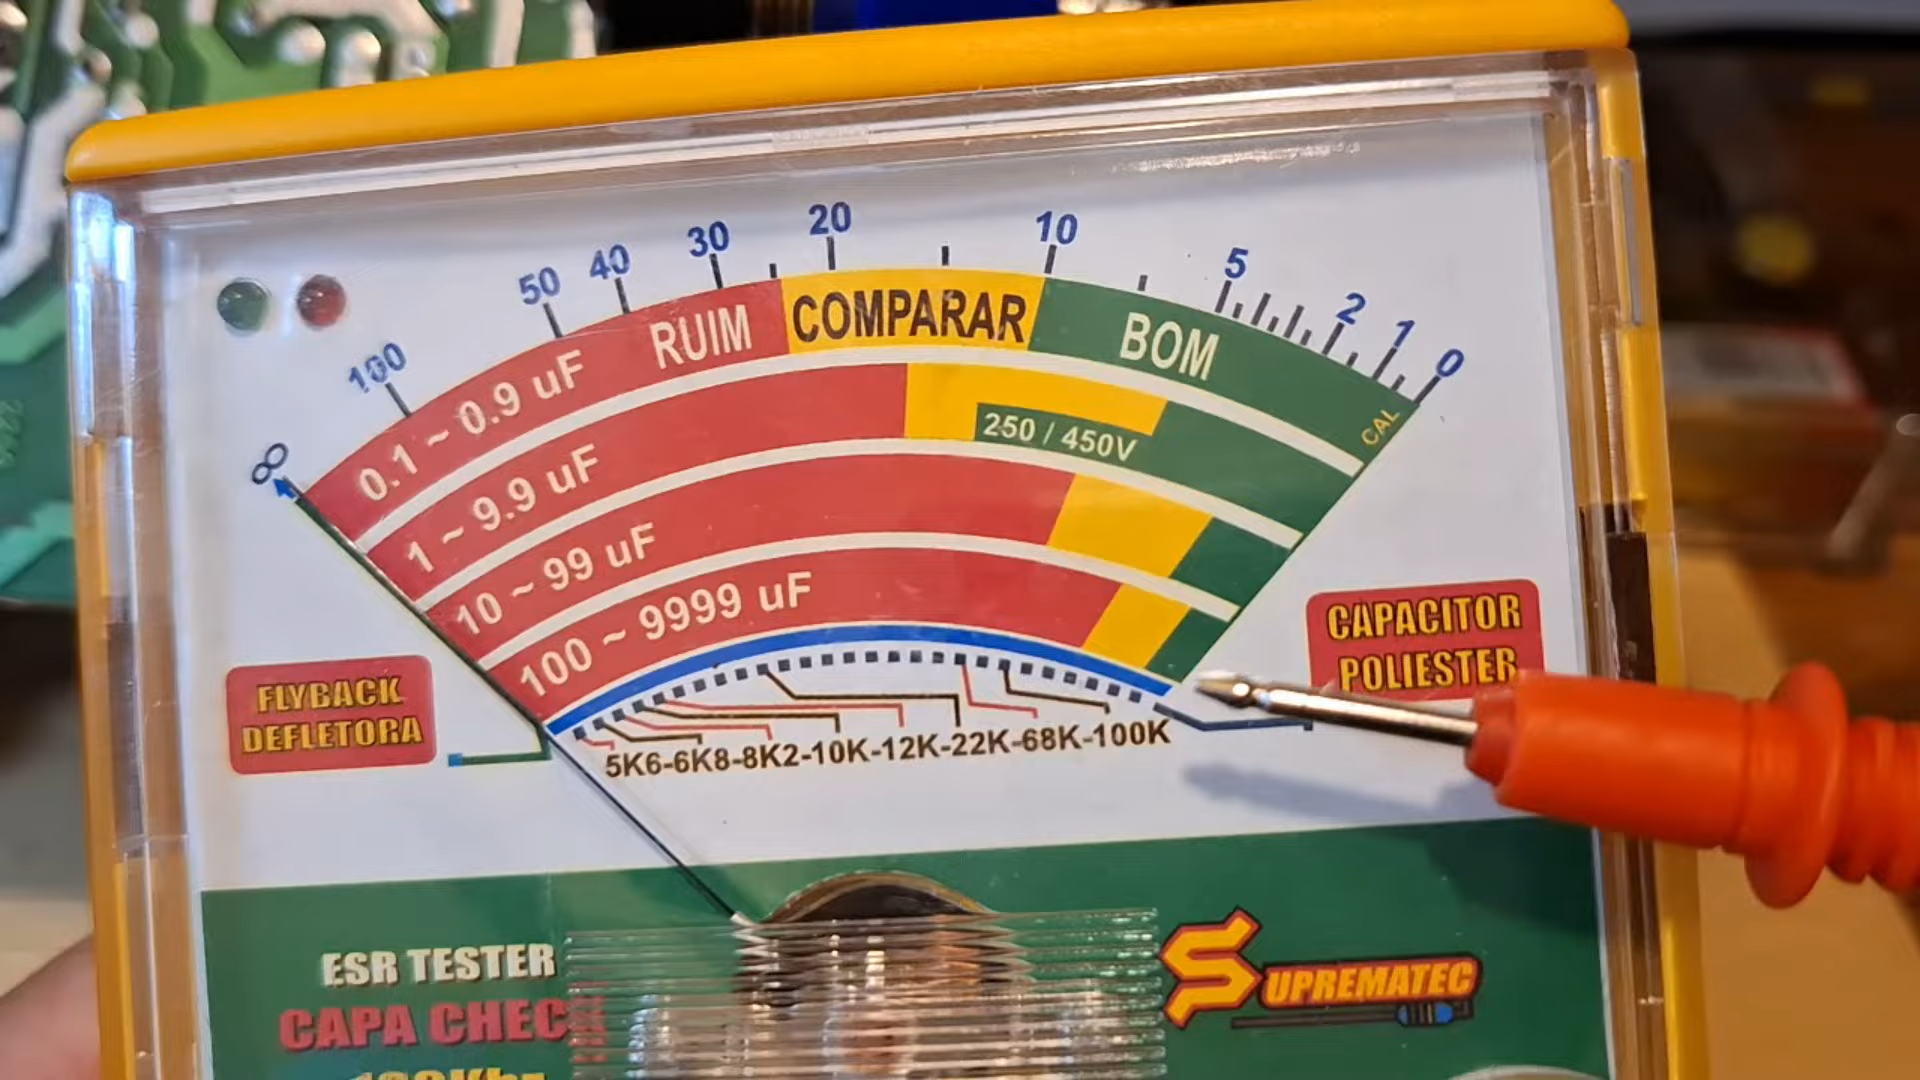 ∞ 100 50 40 30 20 10 5 2 1 0
RUIM COMPARAR BOM
0.1 ~ 0.9 uF
CAL
1 ~ 9.9 uF
250 / 450V
10 ~ 99 uF
100 ~ 9999 uF
FLYBACK
DEFLETORA
CAPACITOR
POLIESTER
5K6-6K8-8K2-10K-12K-22K-68K-100K
ESR TESTER
CAPA CHEC
SUPREMATEC